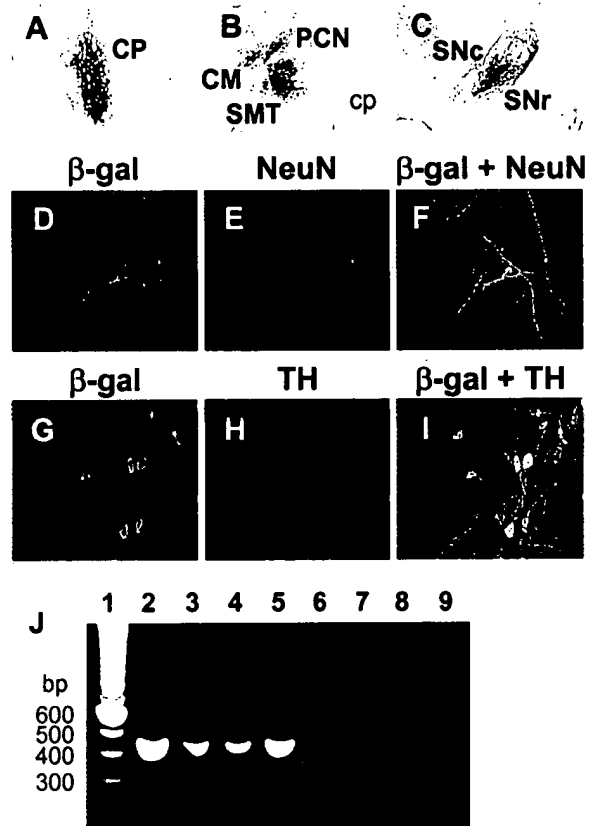 A
CP
B
PCN
CM
SMT
cp
C
SNc
SNr
β-gal
NeuN
β-gal + NeuN
D
E
F
β-gal
TH
β-gal + TH
G
H
I
J
1 2 3 4 5 6 7 8 9
bp
600
500
400
300